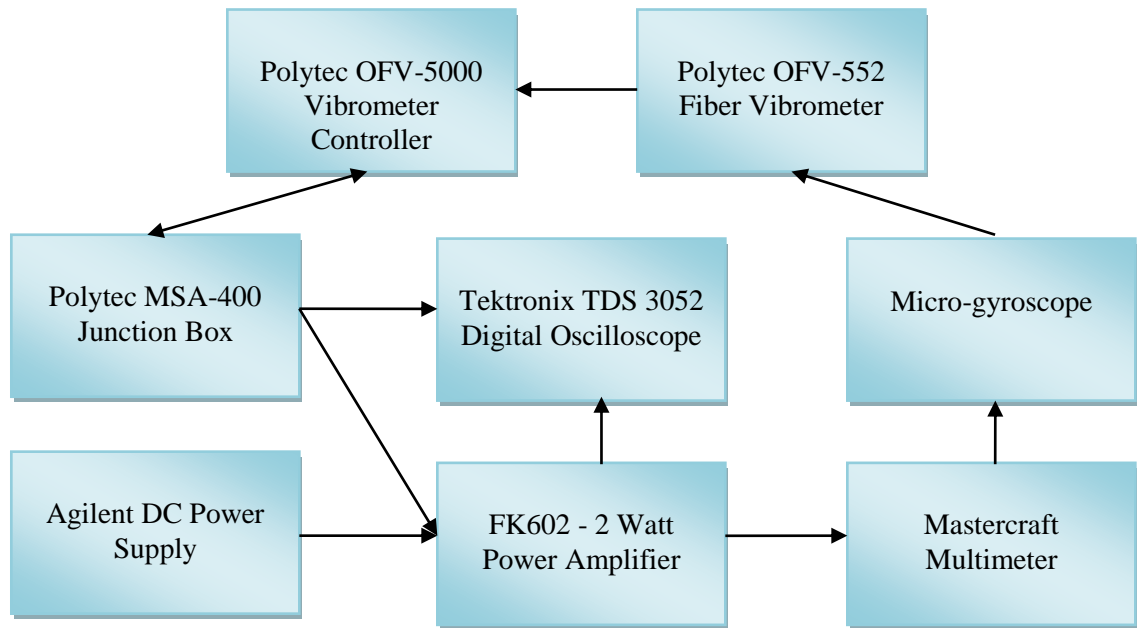 Polytec OFV-5000
Vibrometer
Controller
Polytec OFV-552
Fiber Vibrometer
Polytec MSA-400
Junction Box
Tektronix TDS 3052
Digital Oscilloscope
Micro-gyroscope
Agilent DC Power
Supply
FK602 - 2 Watt
Power Amplifier
Mastercraft
Multimeter